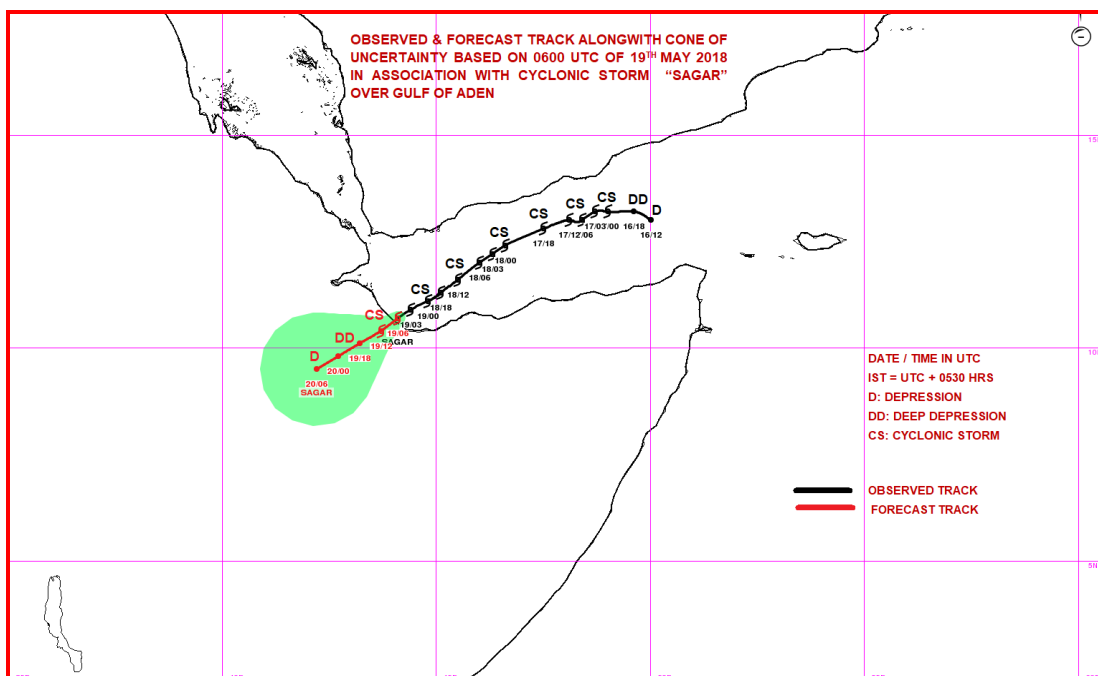 OBSERVED & FORECAST TRACK ALONGWITH CONE OF
UNCERTAINTY BASED ON 0600 UTC OF 19TH MAY 2018
IN ASSOCIATION WITH CYCLONIC STORM "SAGAR"
OVER GULF OF ADEN
15N
CS
DD
D
CS
CS
17/03
16/18
16/12
17/12
17/18
CS
18/00
18/03
CS
18/06
18/12
CS
18/18
19/00
19/03
CS
19/06
SAGAR
19/12
DD
19/18
D
20/00
20/06
SAGAR
10N
DATE / TIME IN UTC
IST = UTC + 0530 HRS
D: DEPRESSION
DD: DEEP DEPRESSION
CS: CYCLONIC STORM
OBSERVED TRACK
FORECAST TRACK
5N